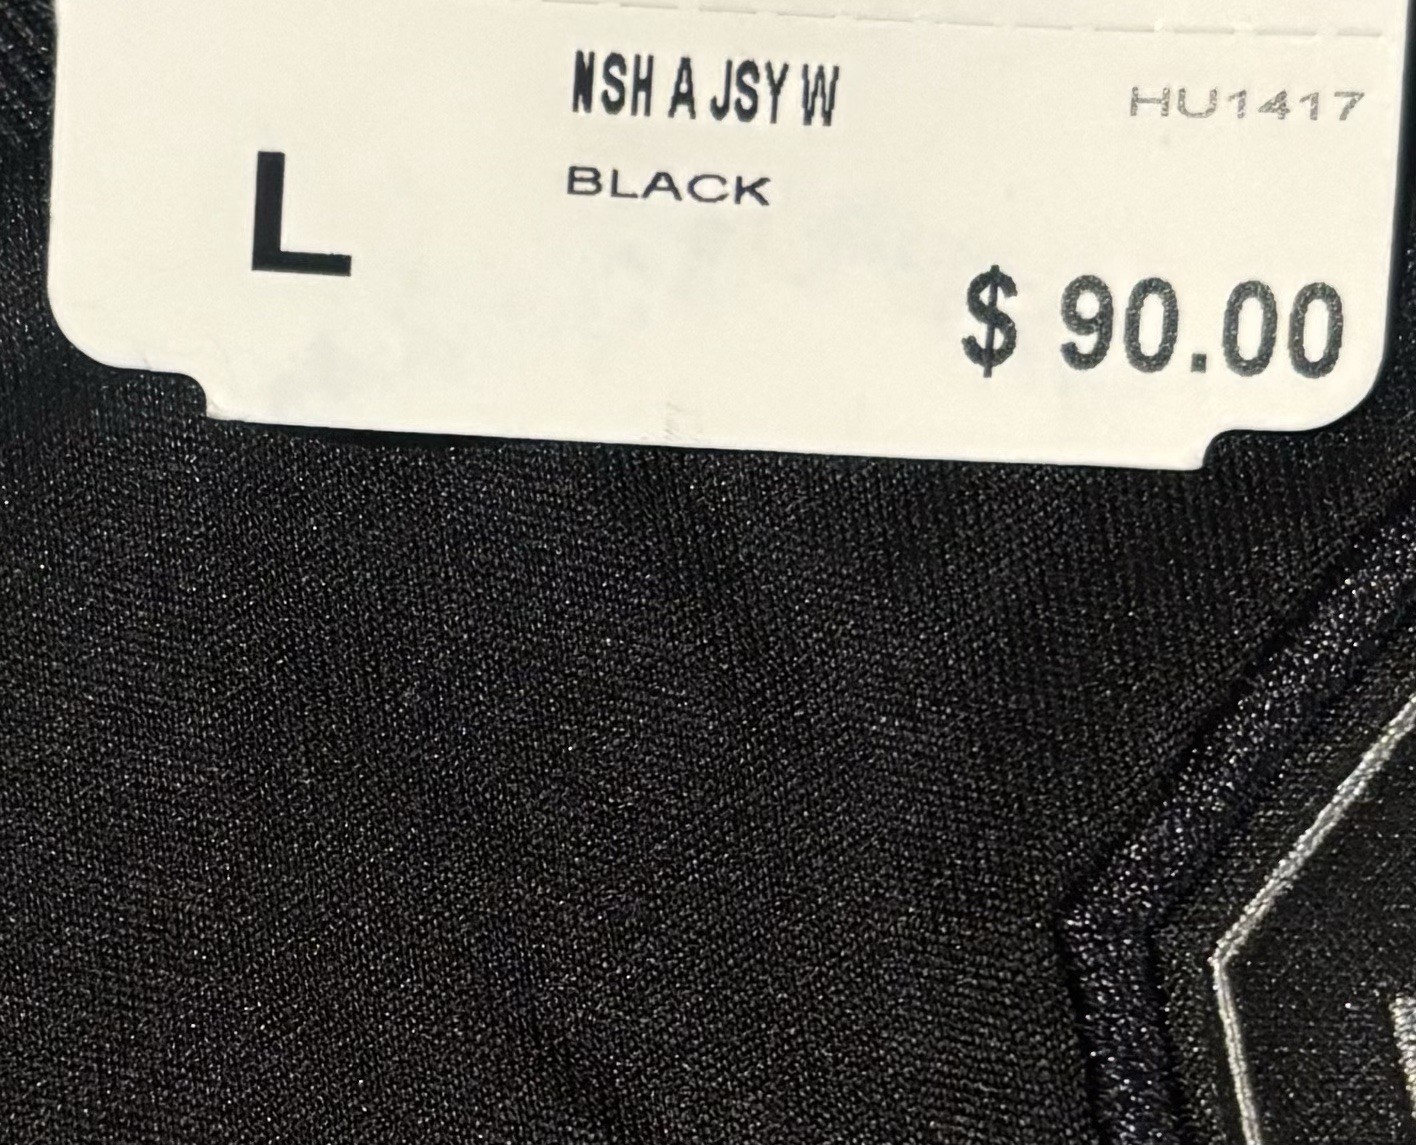 NSH A JSY W HU1417
BLACK
L
$ 90.00